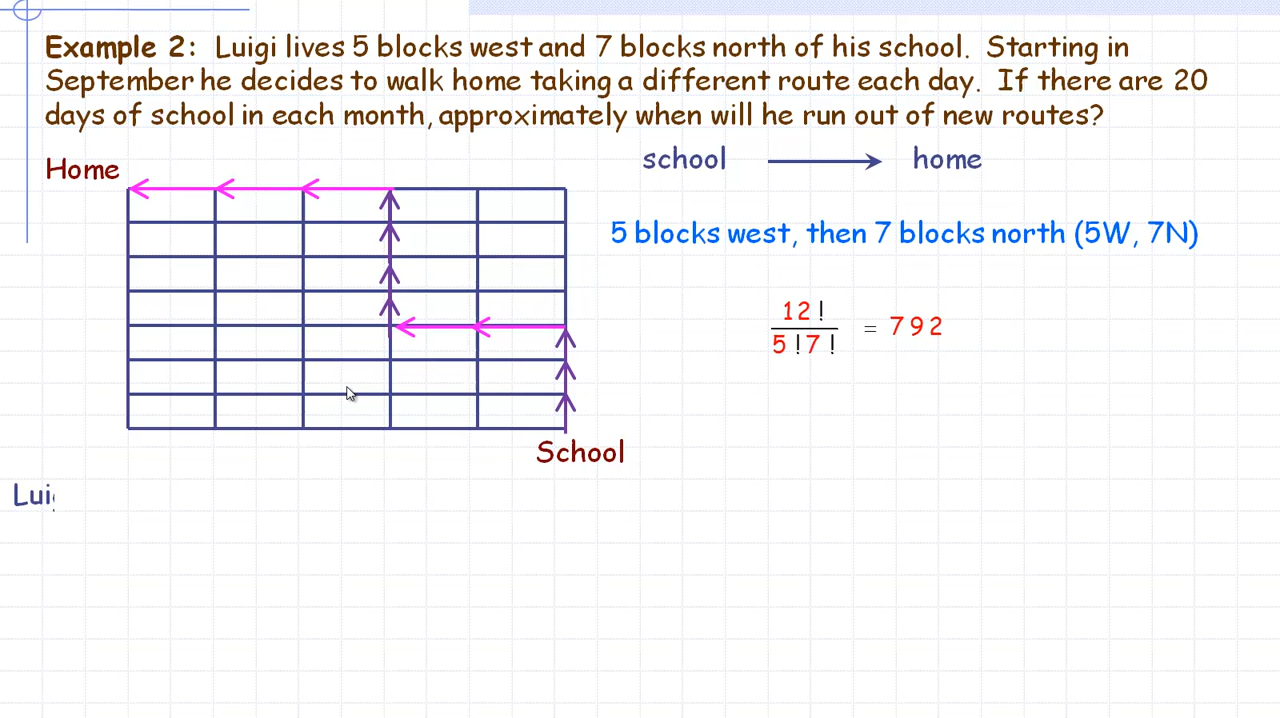 Example 2: Luigi lives 5 blocks west and 7 blocks north of his school. Starting in
September he decides to walk home taking a different route each day. If there are 20
days of school in each month, approximately when will he run out of new routes?
Home
school
home
5 blocks west, then 7 blocks north (5W, 7N)
12!
5!7!
= 792
School